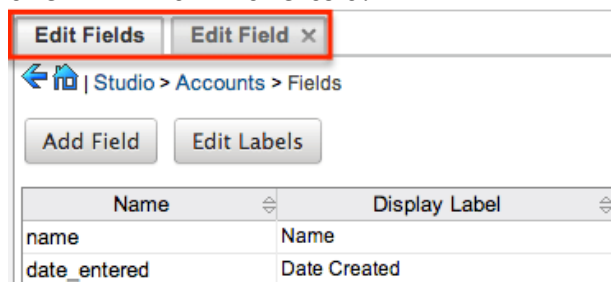 Edit Fields Edit Field ×
| Studio > Accounts > Fields
Add Field Edit Labels
Name Display Label
name Name
date_entered Date Created